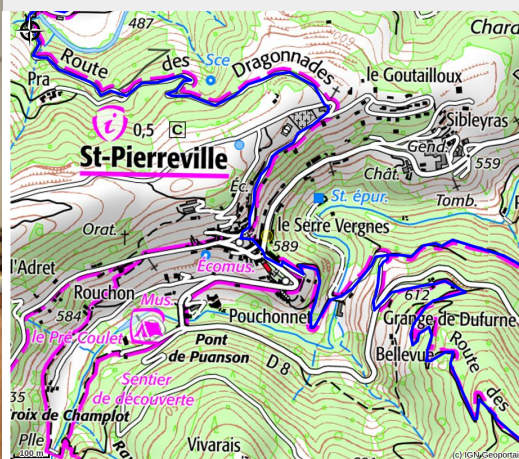 487
Chara
Route des Dragonnades
Sce
Pra
le Goutailloux
i 0,5 C
Sibleyras
St-Pierreville
Gend.
559
Éc.
Chât.
St. épur.
Tomb.
Orat.
le Serre Vergnes
589
l'Adret
Écomus.
Rouchon
Mus.
612
584
Pouchonnet
Grange de Dufurne
le Pré Coulet
Pont
de Puanson
Bellevue
D 8
Route des
Sentier
de découverte
35
roix de Champlot
Plle
Vivarais
100 m
(c) IGN Geoportai